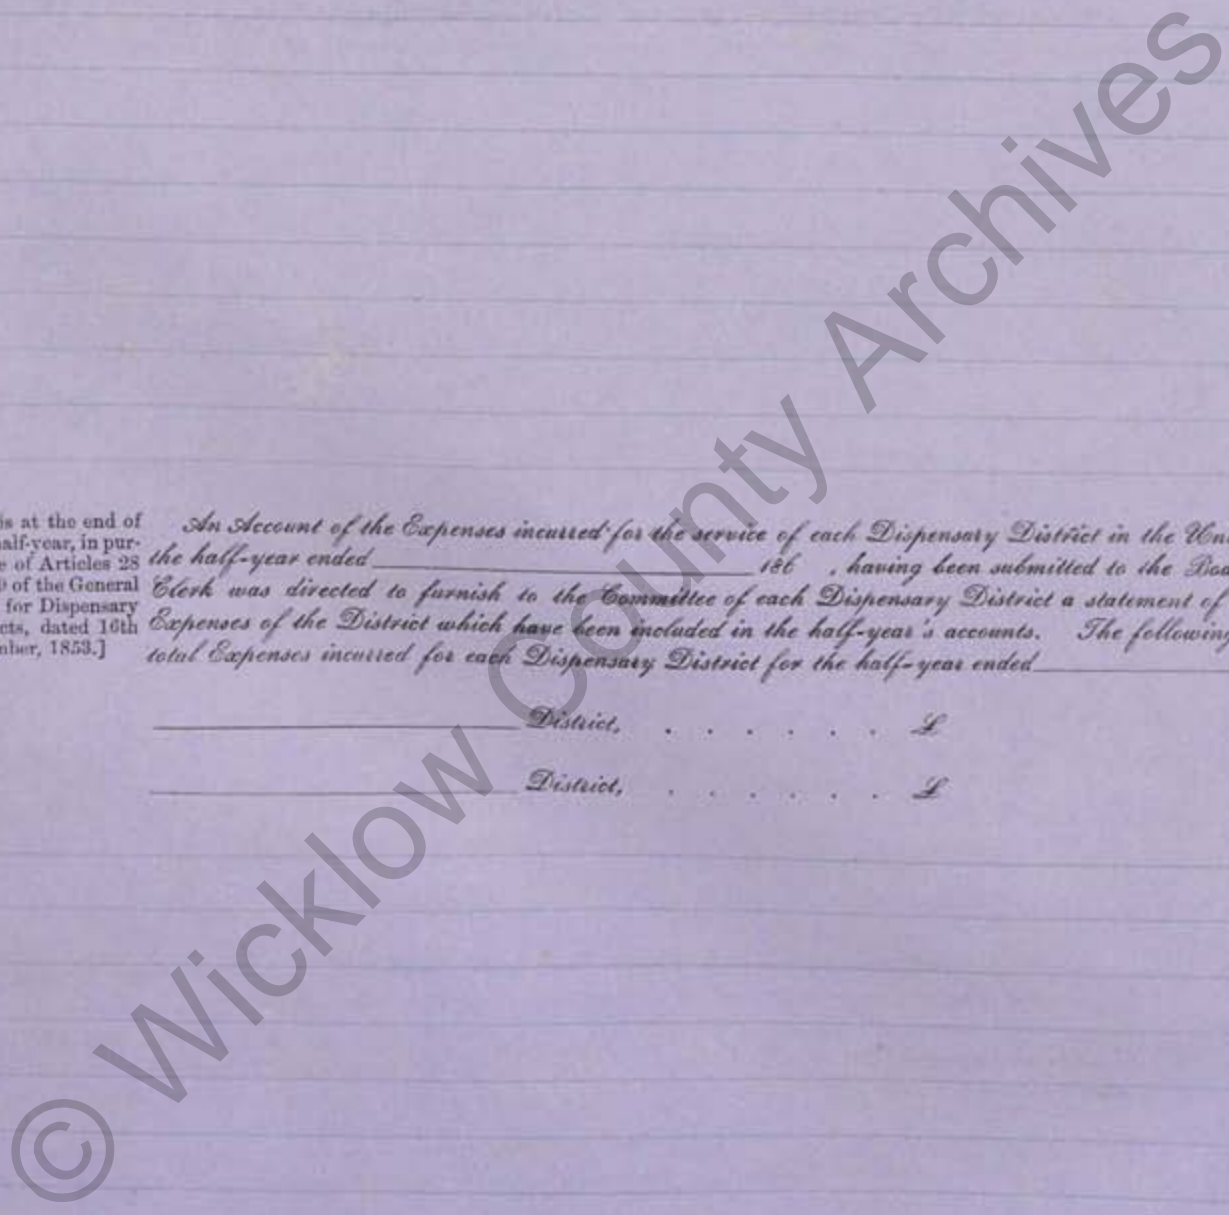 is at the end of
half-year, in pur-
e of Articles 28
of the General
for Dispensary
cts, dated 16th
mber, 1853.]
An Account of the Expenses incurred for the service of each Dispensary District in the Uni
the half-year ended 186 , having been submitted to the Boa
Clerk was directed to furnish to the Committee of each Dispensary District a statement of
Expenses of the District which have been included in the half-year's accounts. The following
total Expenses incurred for each Dispensary District for the half-year ended
District, . . . . . . £
District, . . . . . . £
© Wicklow County Archives